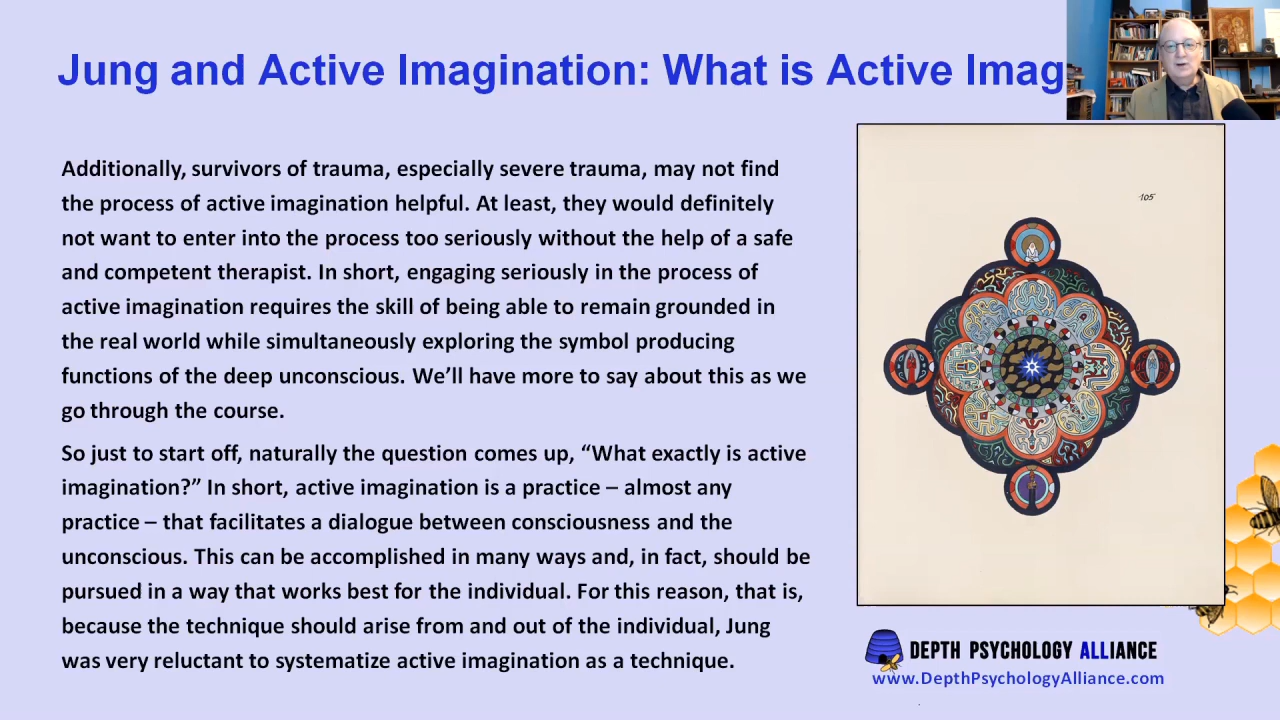 Jung and Active Imagination: What is Active Imag
Additionally, survivors of trauma, especially severe trauma, may not find
the process of active imagination helpful. At least, they would definitely
not want to enter into the process too seriously without the help of a safe
and competent therapist. In short, engaging seriously in the process of
active imagination requires the skill of being able to remain grounded in
the real world while simultaneously exploring the symbol producing
functions of the deep unconscious. We’ll have more to say about this as we
go through the course.
So just to start off, naturally the question comes up, “What exactly is active
imagination?” In short, active imagination is a practice – almost any
practice – that facilitates a dialogue between consciousness and the
unconscious. This can be accomplished in many ways and, in fact, should be
pursued in a way that works best for the individual. For this reason, that is,
because the technique should arise from and out of the individual, Jung
was very reluctant to systematize active imagination as a technique.
105
DEPTH PSYCHOLOGY ALLIANCE
www.DepthPsychologyAlliance.com